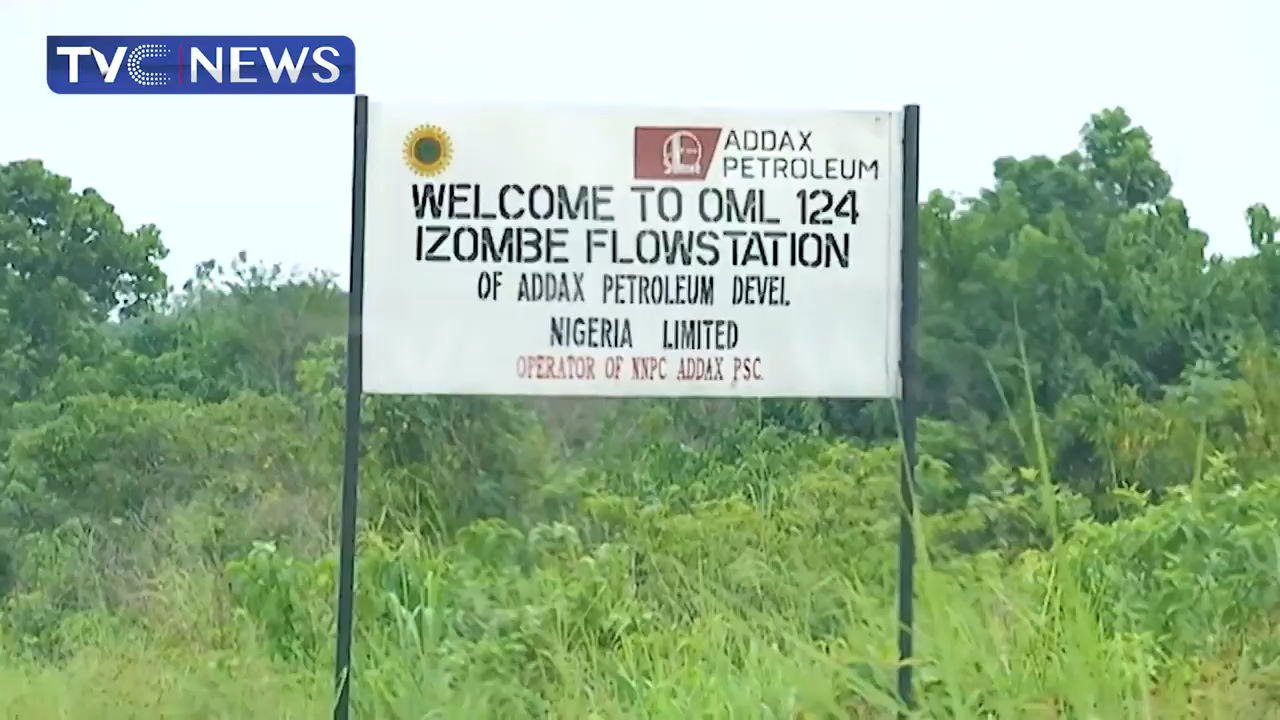 TVC NEWS
ADDAX
PETROLEUM
WELCOME TO OML 124
IZOMBE FLOWSTATION
OF ADDAX PETROLEUM DEVEL.
NIGERIA LIMITED
OPERATOR OF NNPC ADDAX PSC.